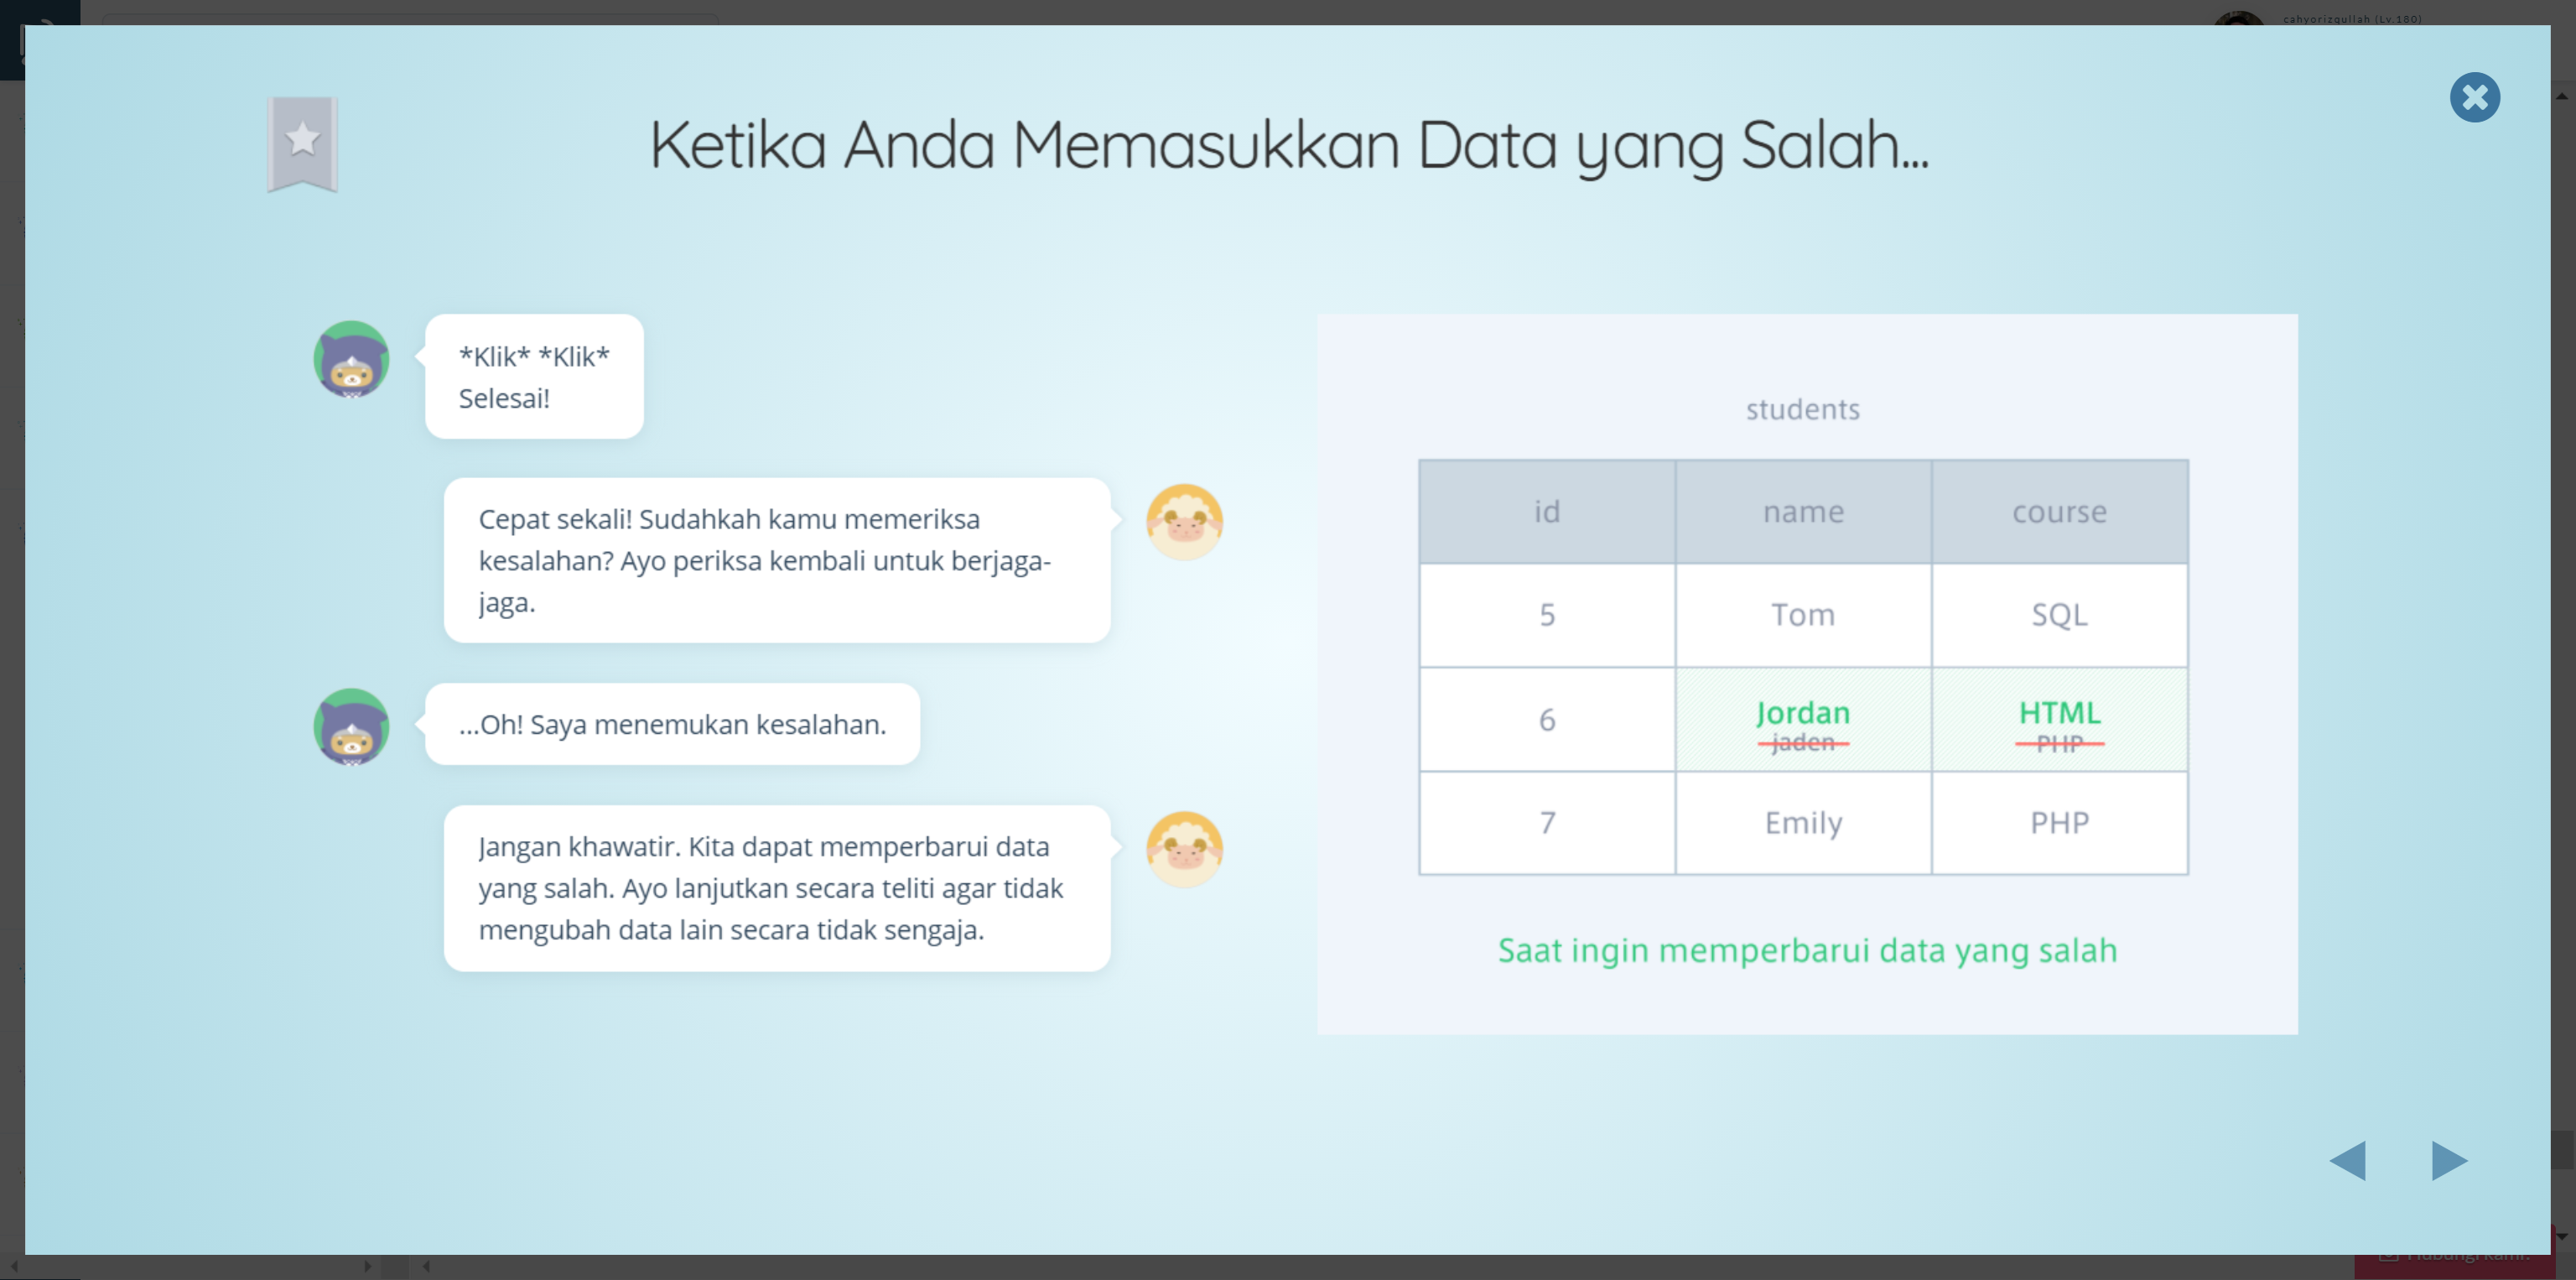 cahyorizqullah (Lv.180)
Ketika Anda Memasukkan Data yang Salah...
*Klik* *Klik*
Selesai!
Cepat sekali! Sudahkah kamu memeriksa
kesalahan? Ayo periksa kembali untuk berjaga-
jaga.
...Oh! Saya menemukan kesalahan.
Jangan khawatir. Kita dapat memperbarui data
yang salah. Ayo lanjutkan secara teliti agar tidak
mengubah data lain secara tidak sengaja.
students
id name course
5 Tom SQL
6 Jordan HTML
jaden PHP
7 Emily PHP
Saat ingin memperbarui data yang salah
Hubungi kami